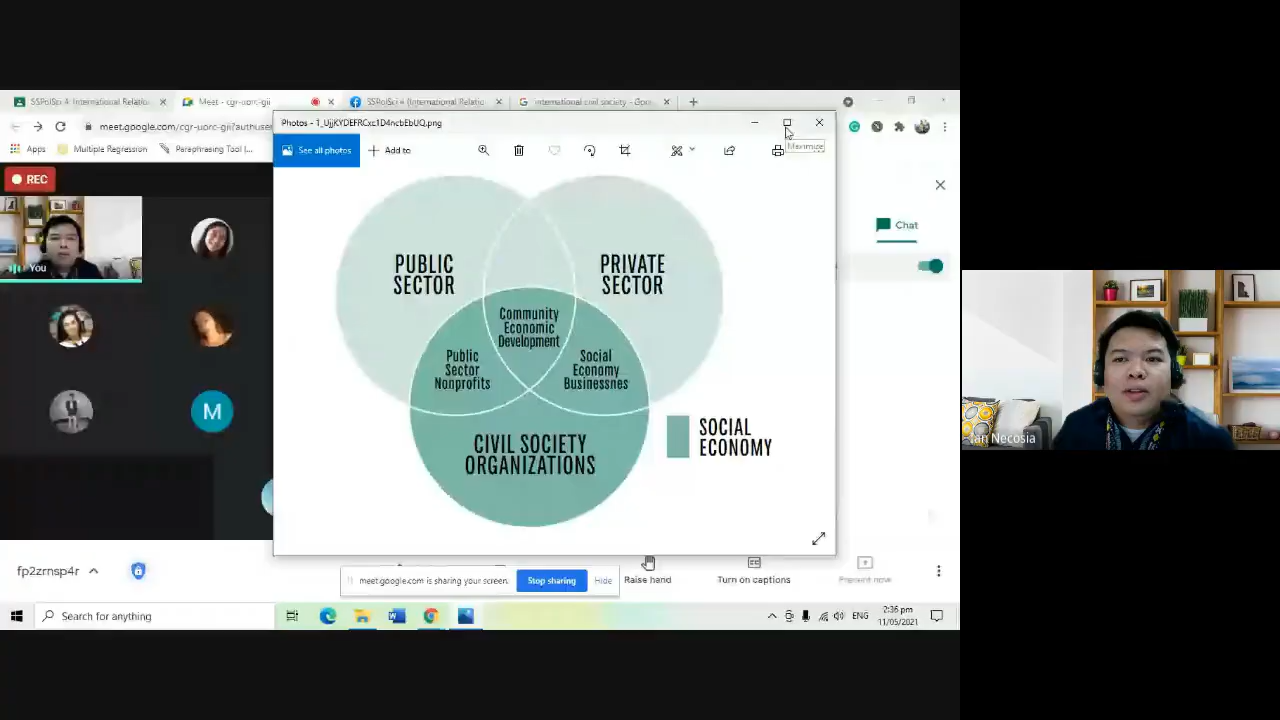 SSPolSci 4: International Relatio
Meet - cgr-uorc-gii
SSPolSci 4 (International Relatio
international civil society - Goo
meet.google.com/cgr-uorc-gii?authuser
Apps
Multiple Regression
Paraphrasing Tool |...
Photos - 1_UjjKYDEFRCxc1D4ncbEbUQ.png
See all photos
Add to
Maximize
REC
You
M
Chat
PUBLIC
SECTOR
PRIVATE
SECTOR
Community
Economic
Development
Public
Sector
Nonprofits
Social
Economy
Businessnes
CIVIL SOCIETY
ORGANIZATIONS
SOCIAL
ECONOMY
Ian Necosia
fp2zrnsp4r
meet.google.com is sharing your screen.
Stop sharing
Hide
Raise hand
Turn on captions
Present now
Search for anything
ENG
2:36 pm
11/05/2021